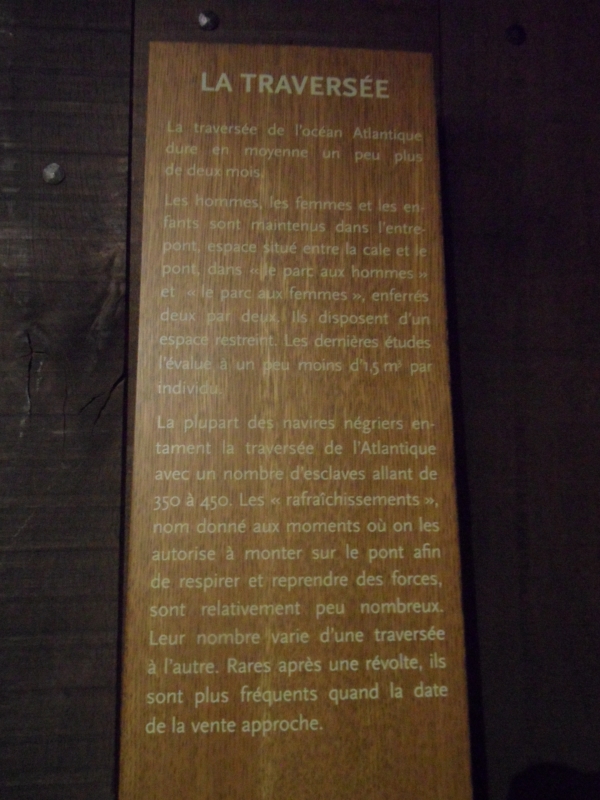 LA TRAVERSÉE
La traversée de l'océan Atlantique
dure en moyenne un peu plus
de deux mois.
Les hommes, les femmes et les en-
fants sont maintenus dans l'entre-
pont, espace situé entre la cale et le
pont, dans « le parc aux hommes »
et « le parc aux femmes », enferrés
deux par deux. Ils disposent d'un
espace restreint. Les dernières études
l'évalue à un peu moins d'1,5 m³ par
individu.
La plupart des navires négriers en-
tament la traversée de l'Atlantique
avec un nombre d'esclaves allant de
350 à 450. Les « rafraîchissements »,
nom donné aux moments où on les
autorise à monter sur le pont afin
de respirer et reprendre des forces,
sont relativement peu nombreux.
Leur nombre varie d'une traversée
à l'autre. Rares après une révolte, ils
sont plus fréquents quand la date
de la vente approche.